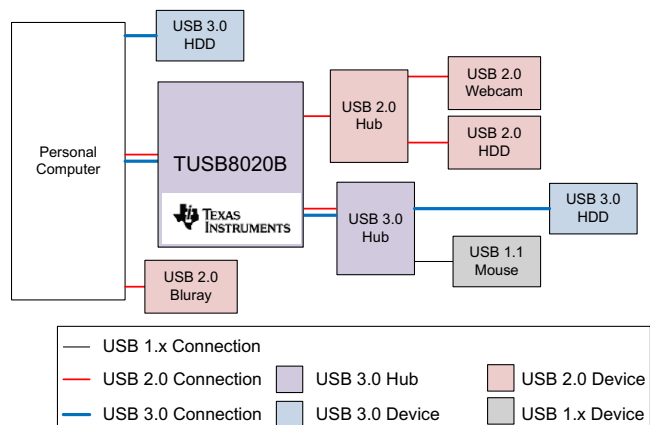 USB 3.0
HDD
Personal
Computer
TUSB8020B
TEXAS
INSTRUMENTS
USB 2.0
Hub
USB 2.0
Webcam
USB 2.0
HDD
USB 3.0
Hub
USB 3.0
HDD
USB 1.1
Mouse
USB 2.0
Bluray
USB 1.x Connection
USB 2.0 Connection
USB 3.0 Connection
USB 3.0 Hub
USB 3.0 Device
USB 2.0 Device
USB 1.x Device